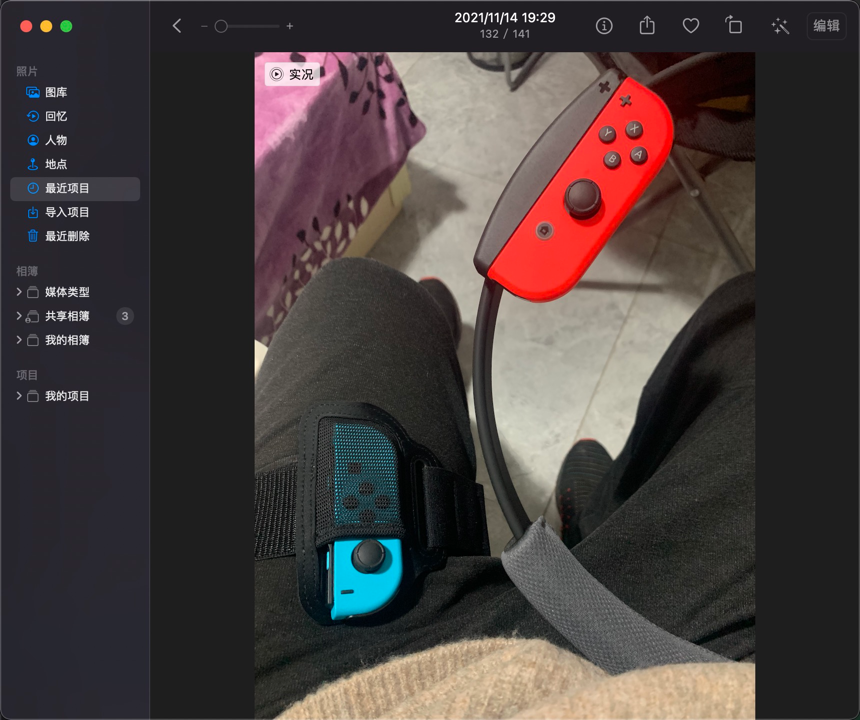 2021/11/14 19:29
132 / 141
编辑
照片
图库
回忆
人物
地点
最近项目
导入项目
最近删除
相簿
媒体类型
共享相簿
3
我的相簿
项目
我的项目
实况
X
Y
A
B